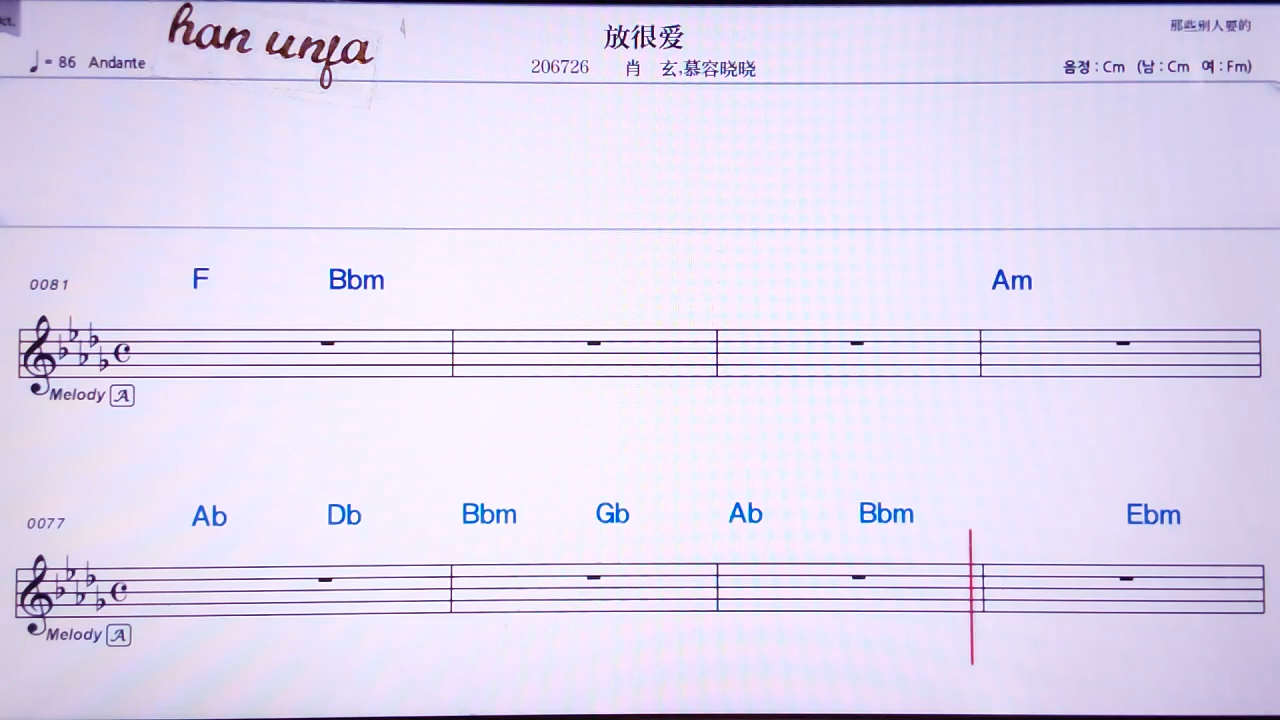 han unfa
放很爱
那些别人要的
♩= 86 Andante
206726 肖 玄,慕容晓晓
음정 : Cm (남 : Cm 여 : Fm)
0081 F Bbm Am
Melody A
0077 Ab Db Bbm Gb Ab Bbm Ebm
Melody A